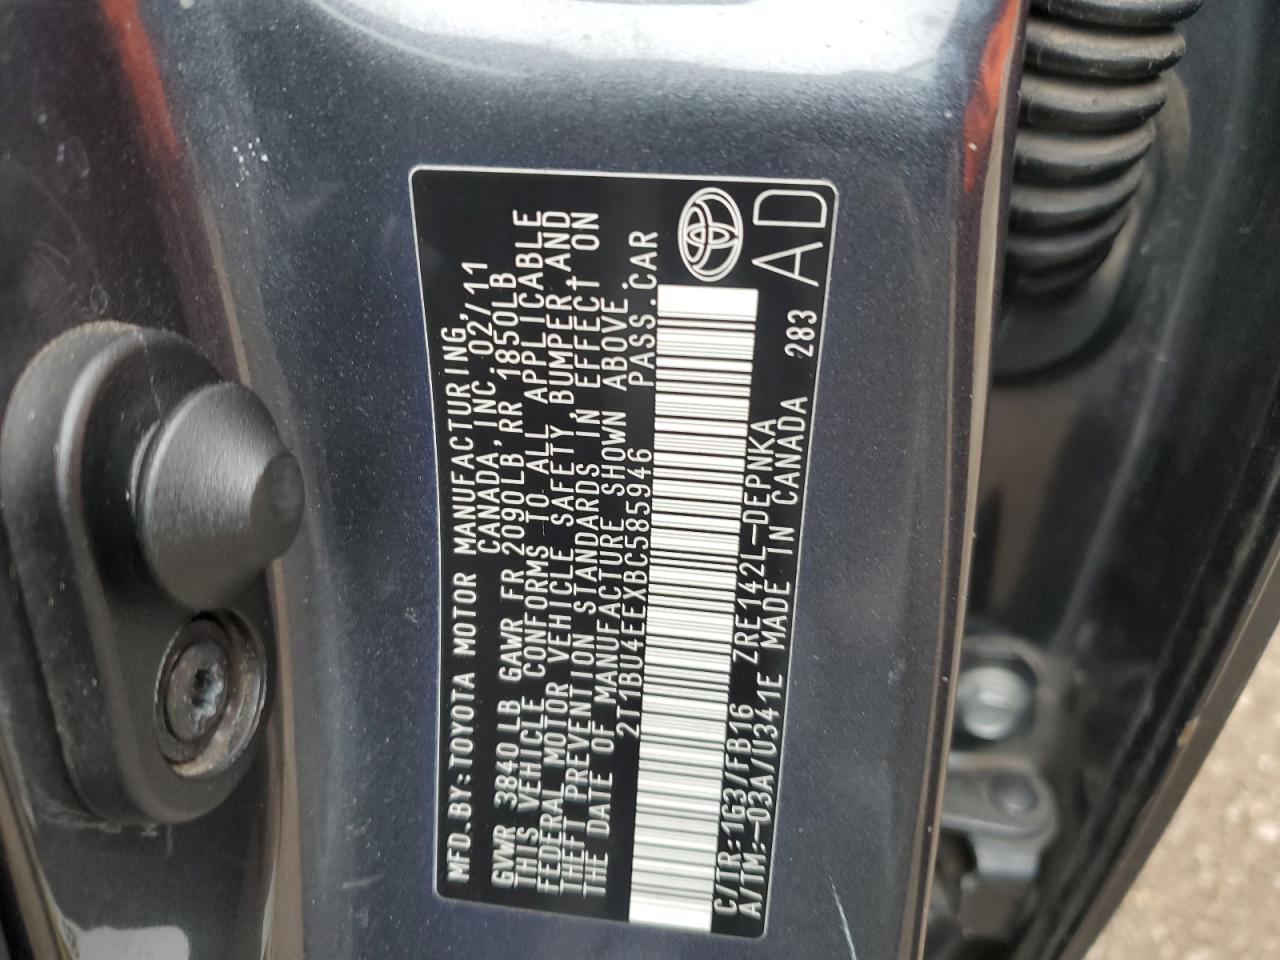 MFD.BY:TOYOTA MOTOR MANUFACTURING,
CANADA,INC.02/11
GVWR 3840LB GAWR FR 2090LB,RR 1850LB
THIS VEHICLE CONFORMS TO ALL APPLICABLE
FEDERAL MOTOR VEHICLE SAFETY,BUMPER,AND
THEFT PREVENTION STANDARDS IN EFFECT ON
THE DATE OF MANUFACTURE SHOWN ABOVE.
2T1BU4EEXBC585946 PASS.CAR
C/TR:1G3/FB16 ZRE142L-DEPNKA
A/TM:-03A/U341E MADE IN CANADA 283
AD